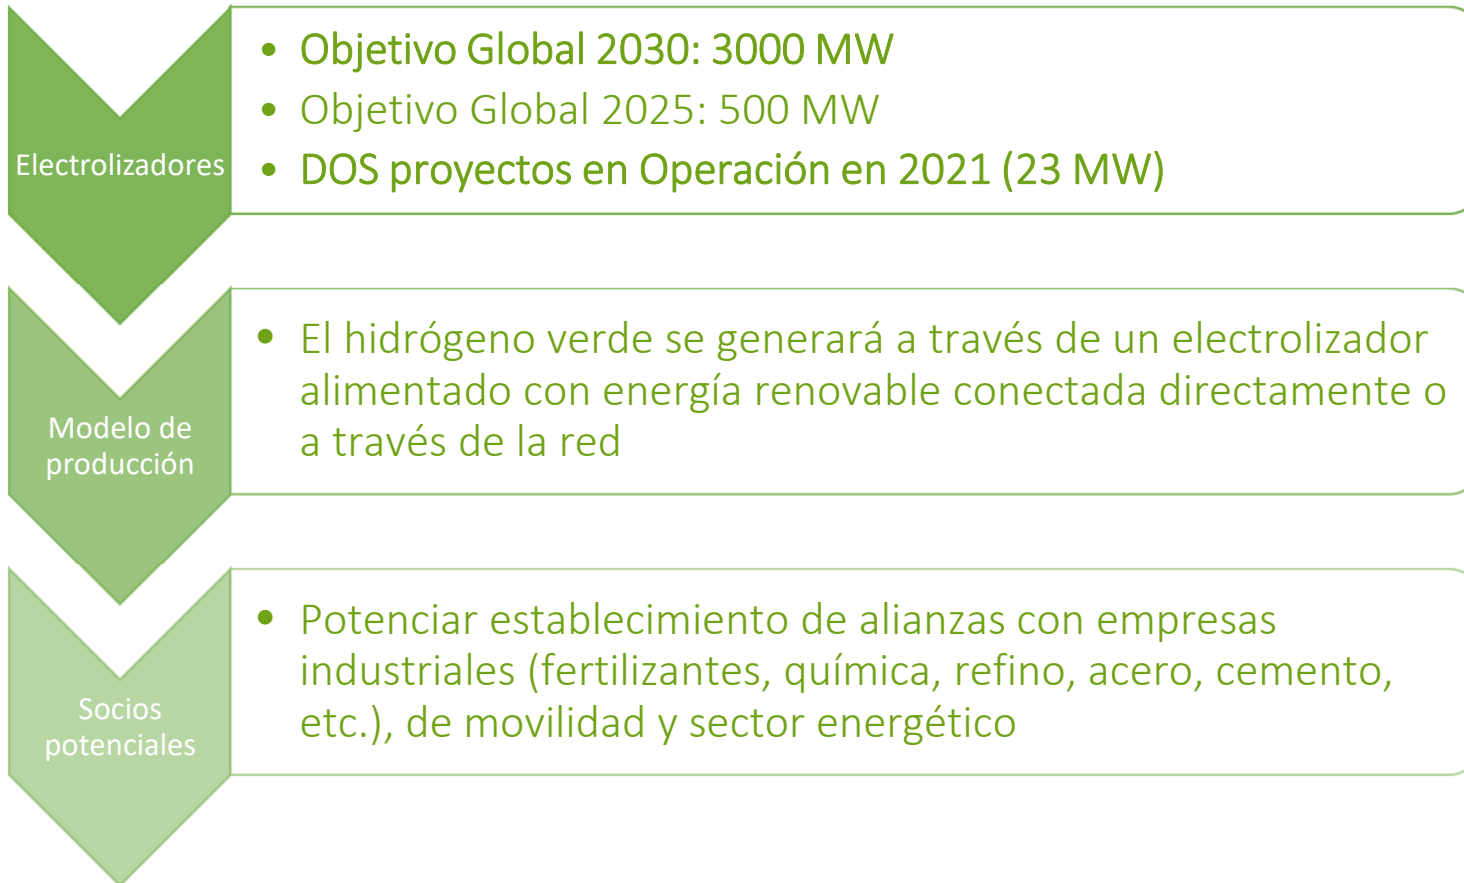 Electrolizadores
• Objetivo Global 2030: 3000 MW
• Objetivo Global 2025: 500 MW
• DOS proyectos en Operación en 2021 (23 MW)
Modelo de
producción
• El hidrógeno verde se generará a través de un electrolizador
alimentado con energía renovable conectada directamente o
a través de la red
Socios
potenciales
• Potenciar establecimiento de alianzas con empresas
industriales (fertilizantes, química, refino, acero, cemento,
etc.), de movilidad y sector energético